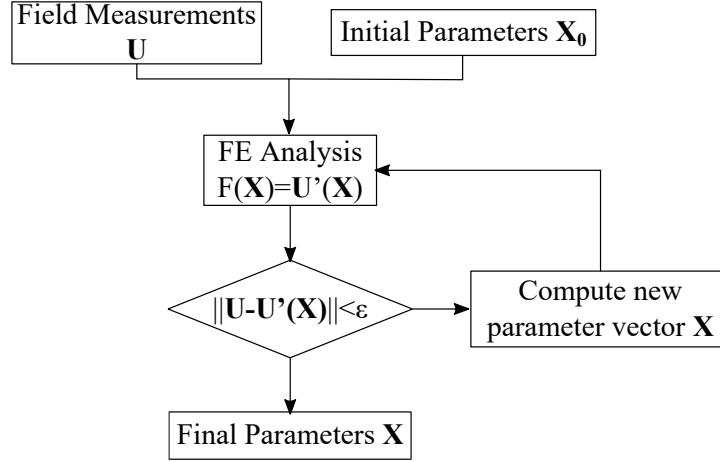 Field Measurements
U
Initial Parameters X₀
FE Analysis
F(X)=U’(X)
||U-U’(X)||<ε
Compute new
parameter vector X
Final Parameters X